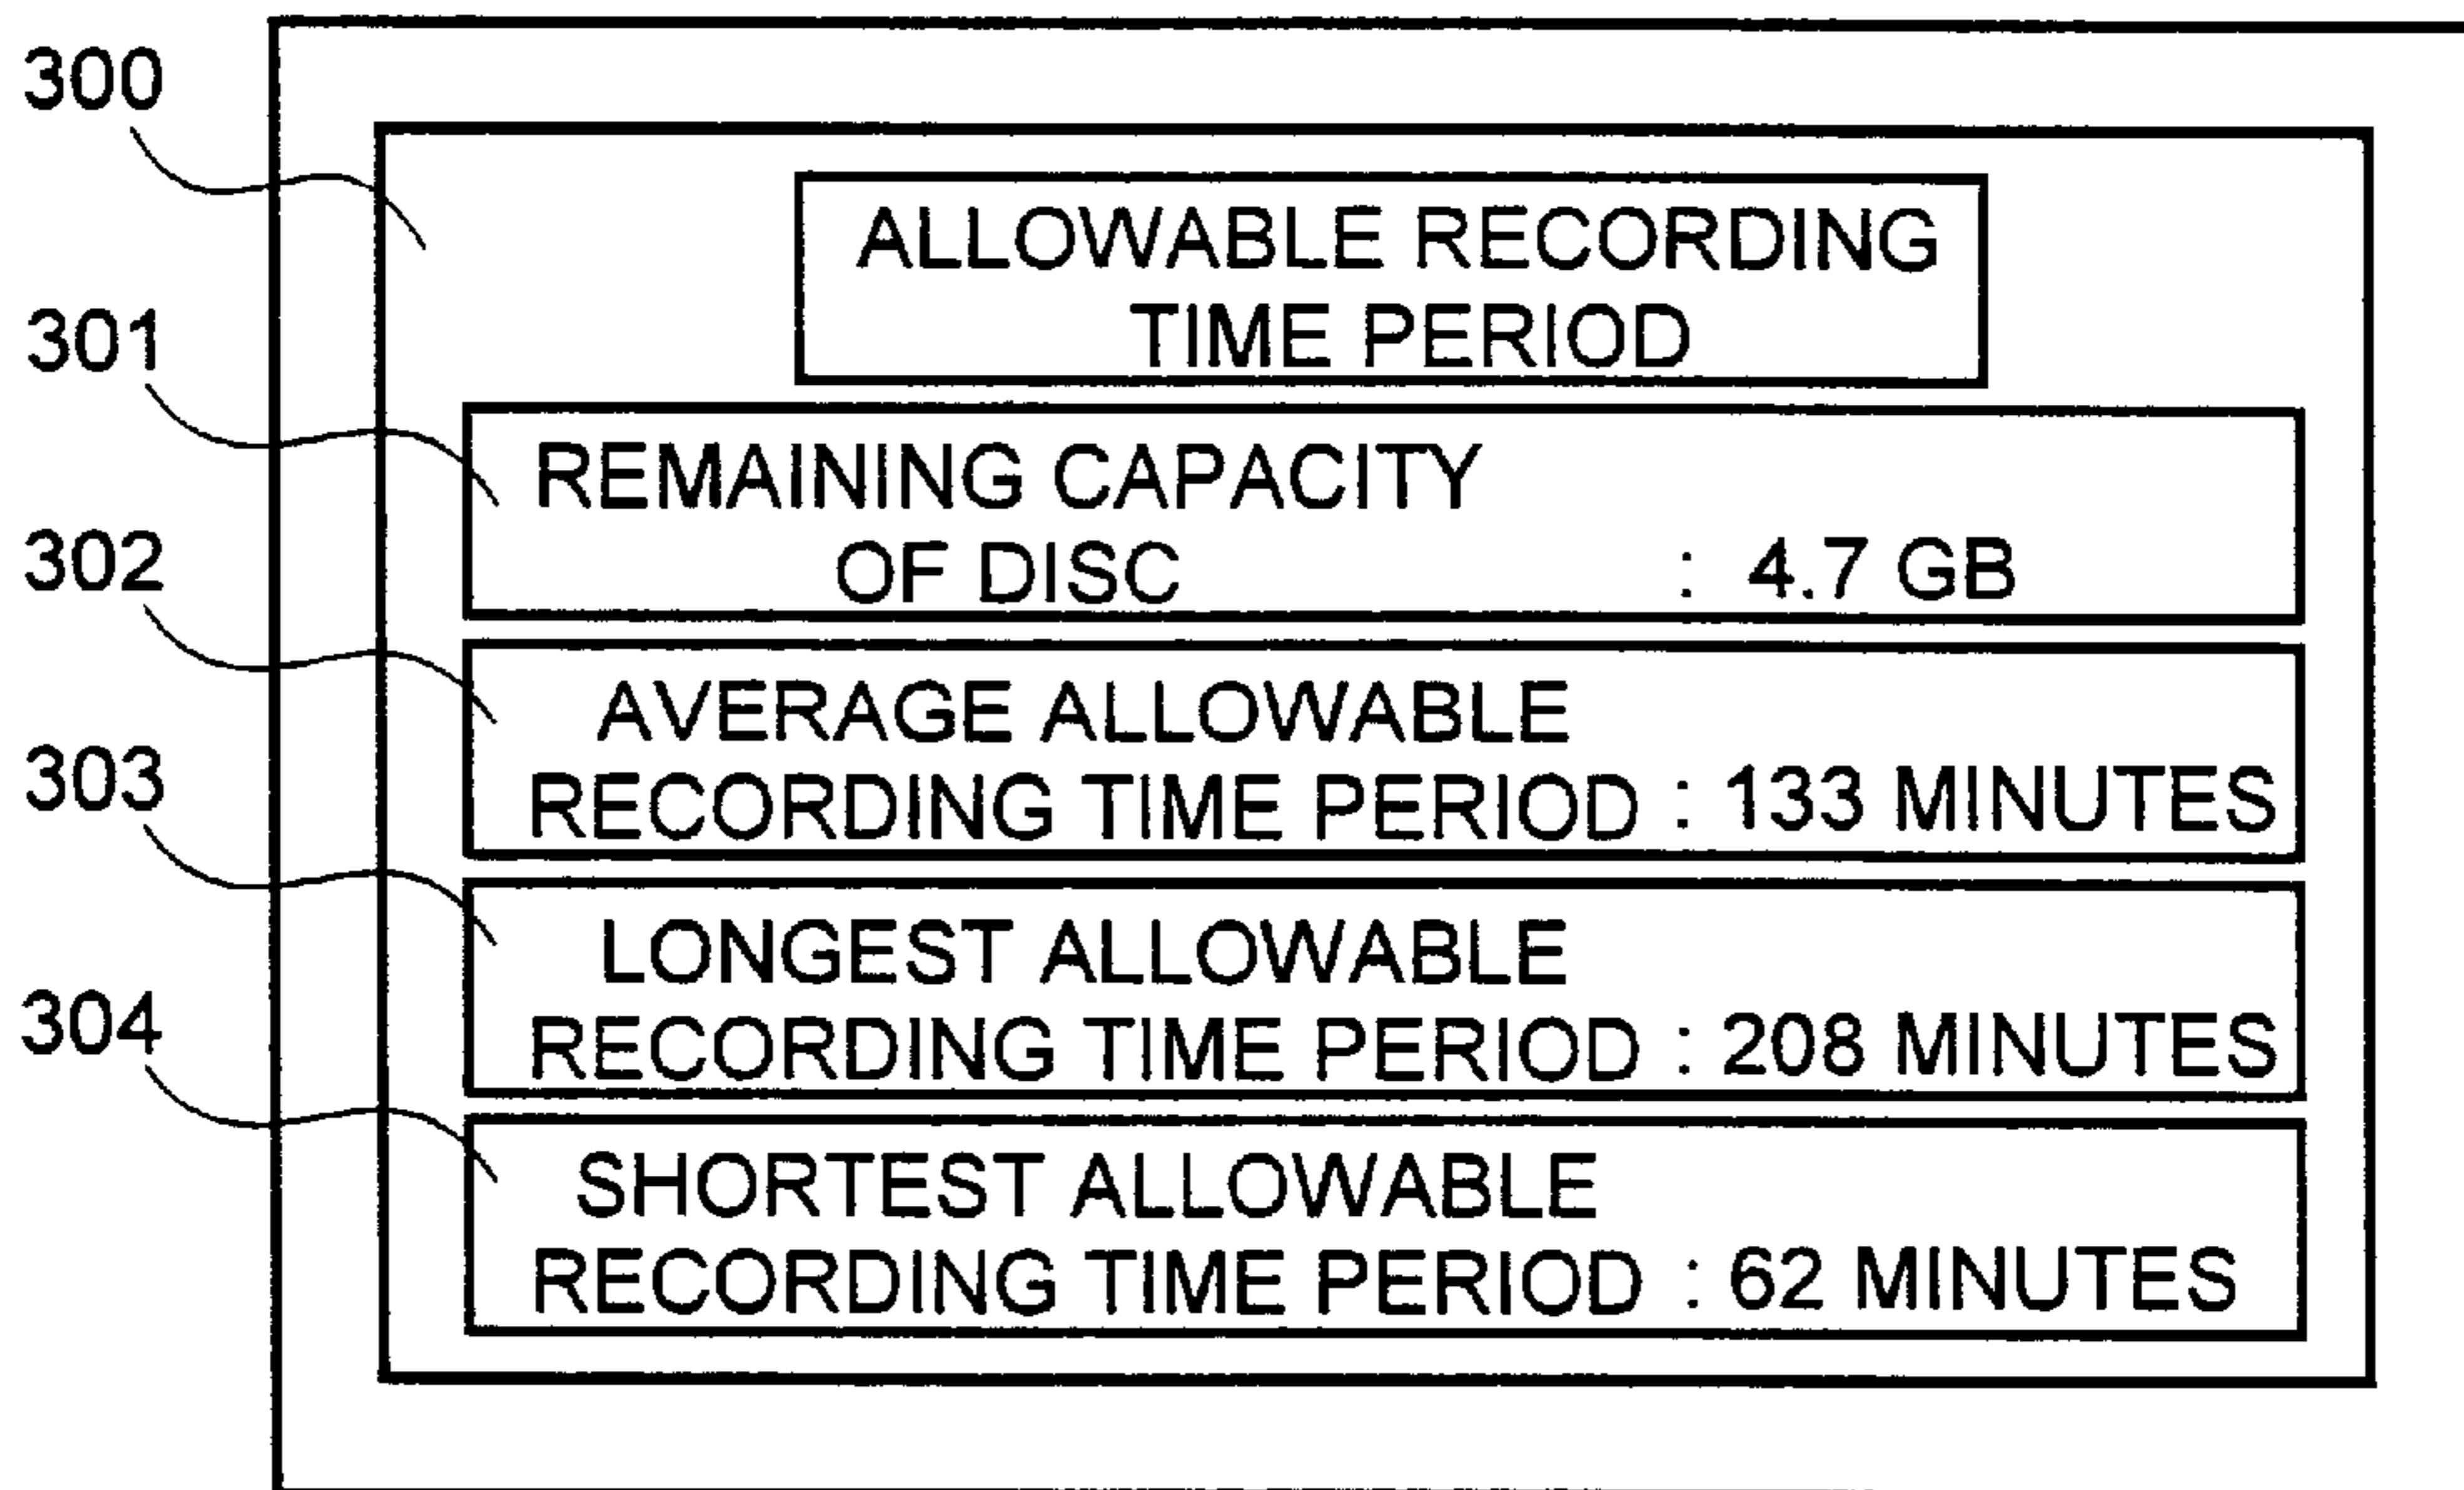 300
ALLOWABLE RECORDING
TIME PERIOD
301
REMAINING CAPACITY
OF DISC : 4.7 GB
302
AVERAGE ALLOWABLE
RECORDING TIME PERIOD : 133 MINUTES
303
LONGEST ALLOWABLE
RECORDING TIME PERIOD : 208 MINUTES
304
SHORTEST ALLOWABLE
RECORDING TIME PERIOD : 62 MINUTES